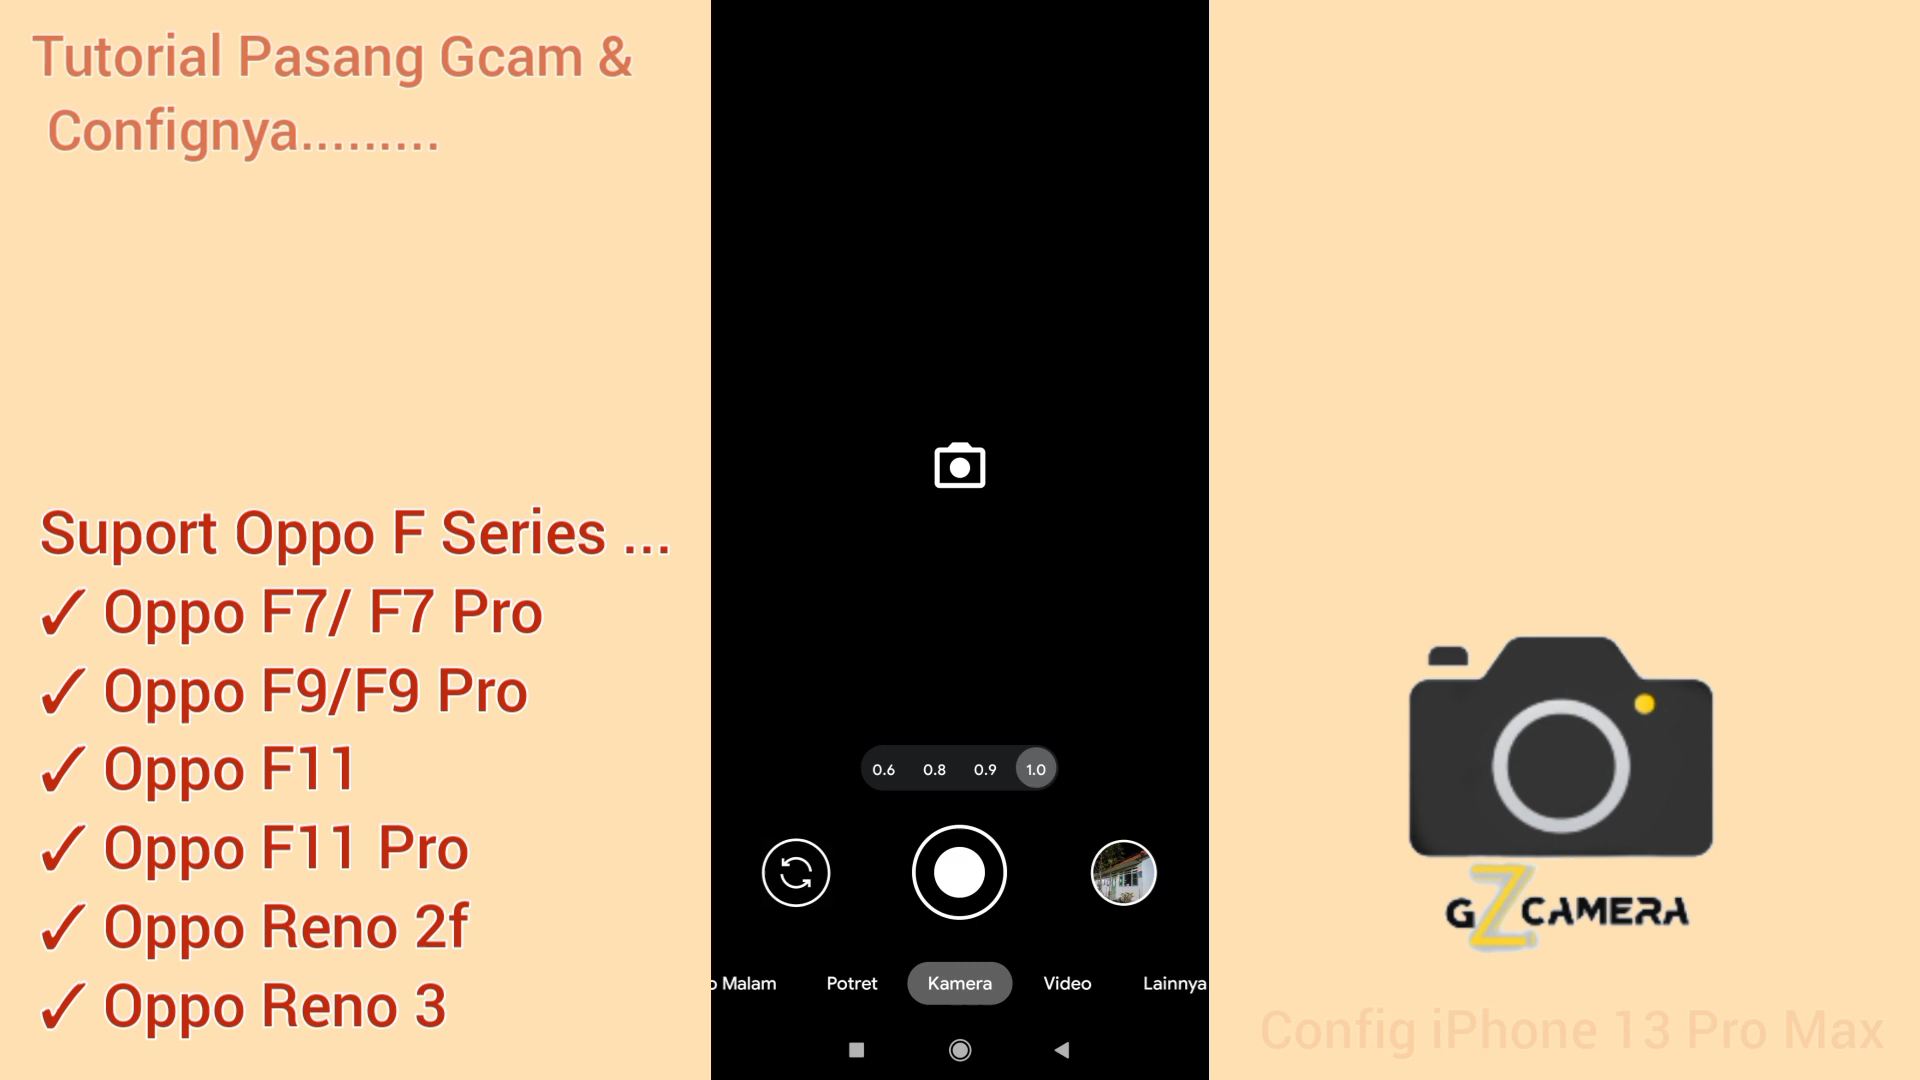 Tutorial Pasang Gcam &
Confignya.........
Suport Oppo F Series ...
✓ Oppo F7/ F7 Pro
✓ Oppo F9/F9 Pro
✓ Oppo F11
✓ Oppo F11 Pro
✓ Oppo Reno 2f
✓ Oppo Reno 3
0.6 0.8 0.9 1.0
o Malam Potret Kamera Video Lainnya
GZCAMERA
Config iPhone 13 Pro Max